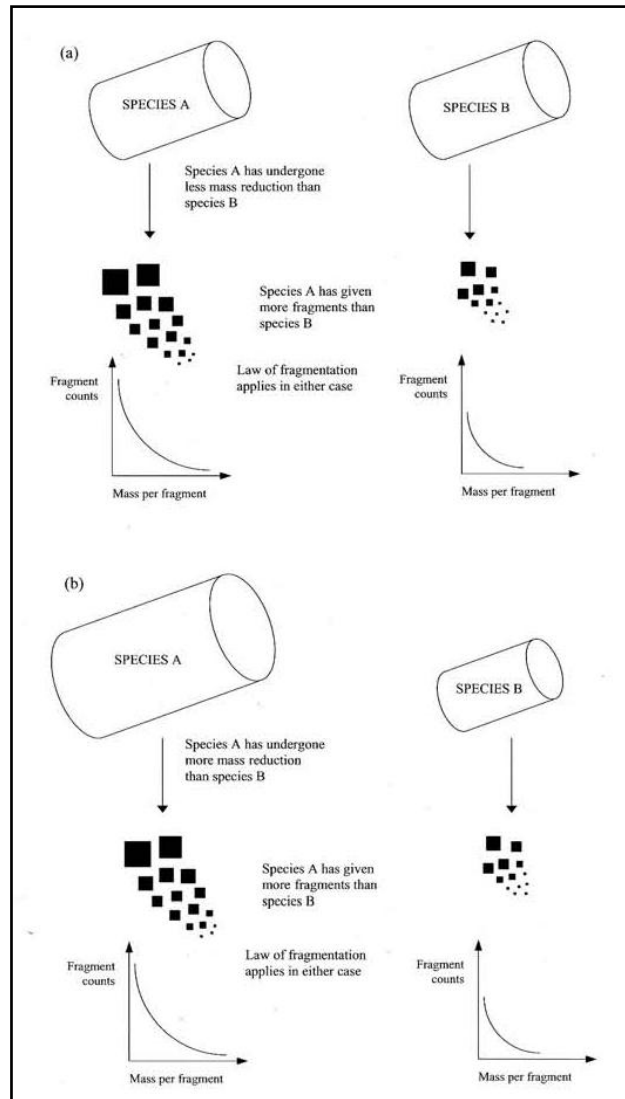 (a)
SPECIES A
SPECIES B
Species A has undergone
less mass reduction than
species B
Species A has given
more fragments than
species B
Law of fragmentation
applies in either case
Fragment
counts
Mass per fragment
Fragment
counts
Mass per fragment
(b)
SPECIES A
SPECIES B
Species A has undergone
more mass reduction
than species B
Species A has given
more fragments than
species B
Law of fragmentation
applies in either case
Fragment
counts
Mass per fragment
Fragment
counts
Mass per fragment